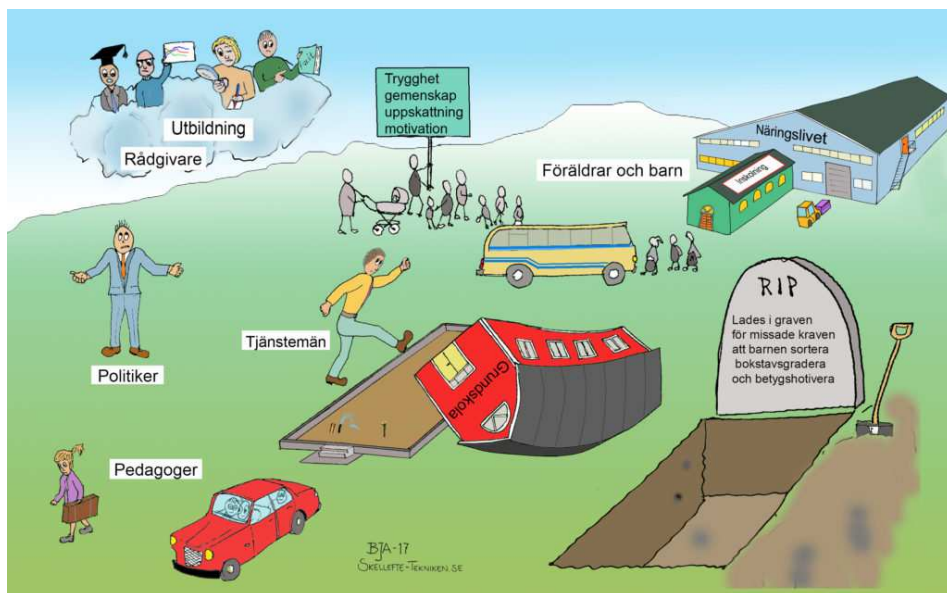 Utbildning
Rådgivare
Trygghet
gemenskap
uppskattning
motivation
Föräldrar och barn
Näringslivet
Inskolning
Politiker
Tjänstemän
Grundskola
RIP
Lades i graven
för missade kraven
att barnen sortera
bokstavsgradera
och betygshotivera
Pedagoger
BJA-17
SKELLEFTE-TEKNIKEN.SE